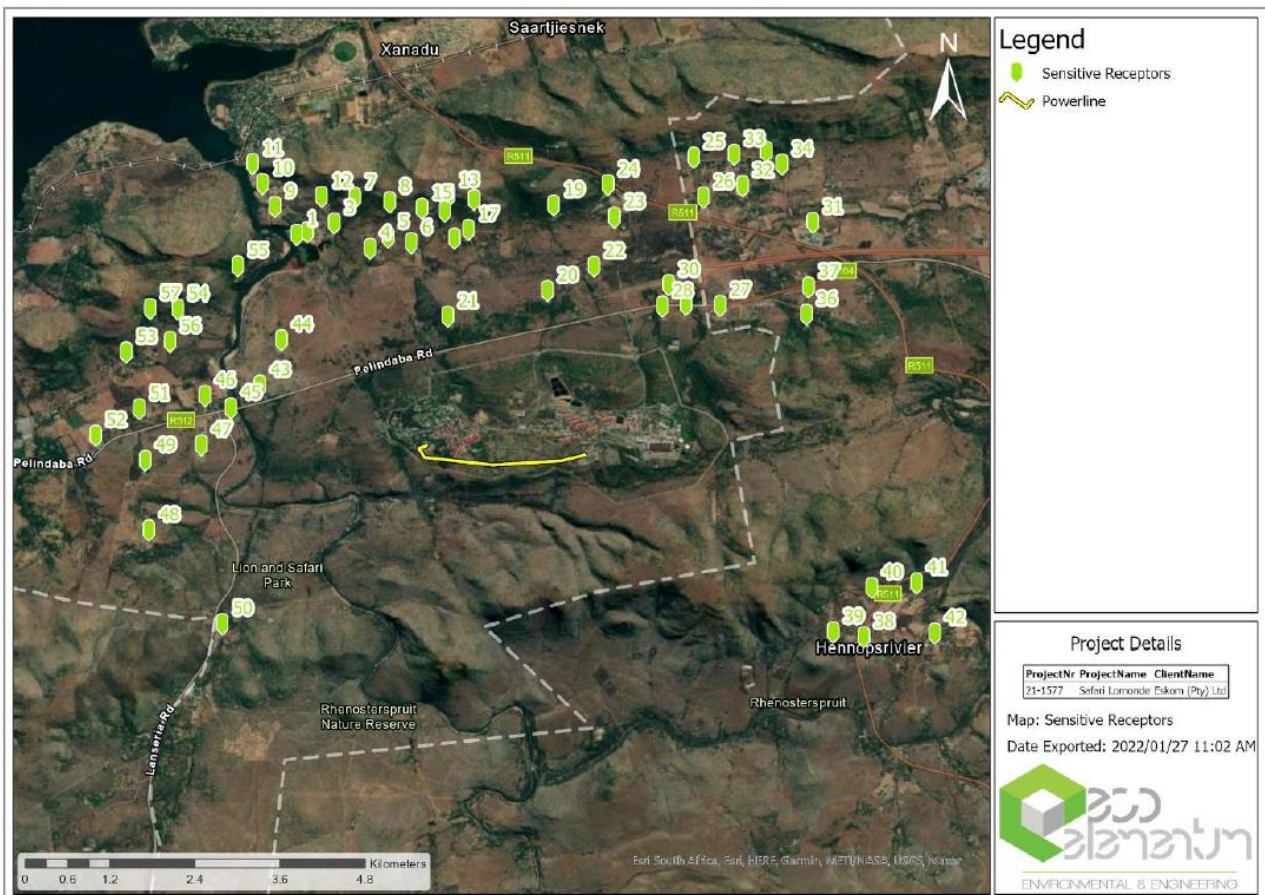 Saartjiesnek
Xanadu
N
R511
11
10
9
12
7
8
15
13
1
3
4
5
6
17
19
24
23
25
33
34
32
26
R511
31
55
22
20
21
30
28
27
37
36
57
54
56
53
44
Pelindaba Rd
R511
43
46
45
51
R512
52
47
Pelindaba Rd
49
48
Lion and Safari
Park
50
40
41
R511
39
38
42
Hennopsrivier
Rhenosterspruit
Nature Reserve
Rhenosterspruit
Lanseria Rd
Kilometers
0 0.6 1.2 2.4 3.6 4.8
Esri South Africa, Esri, HERE, Garmin, METI/NASA, USGS,
Legend
Sensitive Receptors
Powerline
Project Details
ProjectNr ProjectName ClientName
21-1577 Safari Lomonde Eskom (Pty) Ltd
Map: Sensitive Receptors
Date Exported: 2022/01/27 11:02 AM
eco
elementum
ENVIRONMENTAL & ENGINEERING